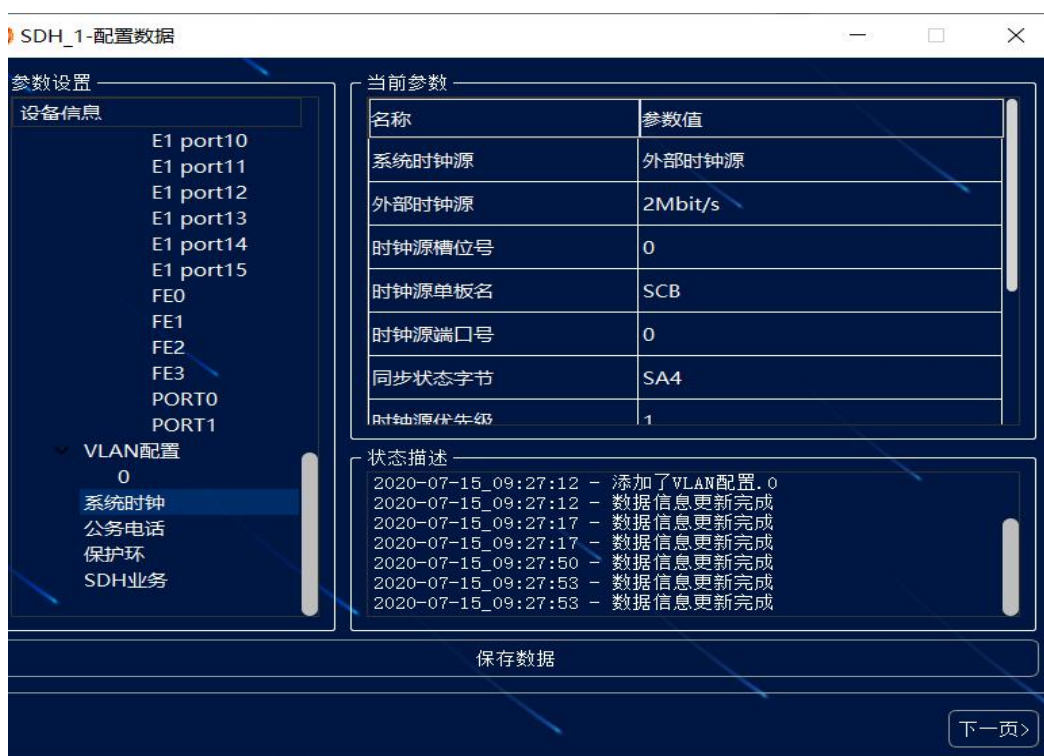 SDH_1-配置数据
参数设置
设备信息
E1 port10
E1 port11
E1 port12
E1 port13
E1 port14
E1 port15
FE0
FE1
FE2
FE3
PORT0
PORT1
VLAN配置
0
系统时钟
公务电话
保护环
SDH业务
当前参数
名称 参数值
系统时钟源 外部时钟源
外部时钟源 2Mbit/s
时钟源槽位号 0
时钟源单板名 SCB
时钟源端口号 0
同步状态字节 SA4
时钟源优先级 1
状态描述
2020-07-15_09:27:12 - 添加了VLAN配置.0
2020-07-15_09:27:12 - 数据信息更新完成
2020-07-15_09:27:17 - 数据信息更新完成
2020-07-15_09:27:17 - 数据信息更新完成
2020-07-15_09:27:50 - 数据信息更新完成
2020-07-15_09:27:53 - 数据信息更新完成
2020-07-15_09:27:53 - 数据信息更新完成
保存数据
下一页>